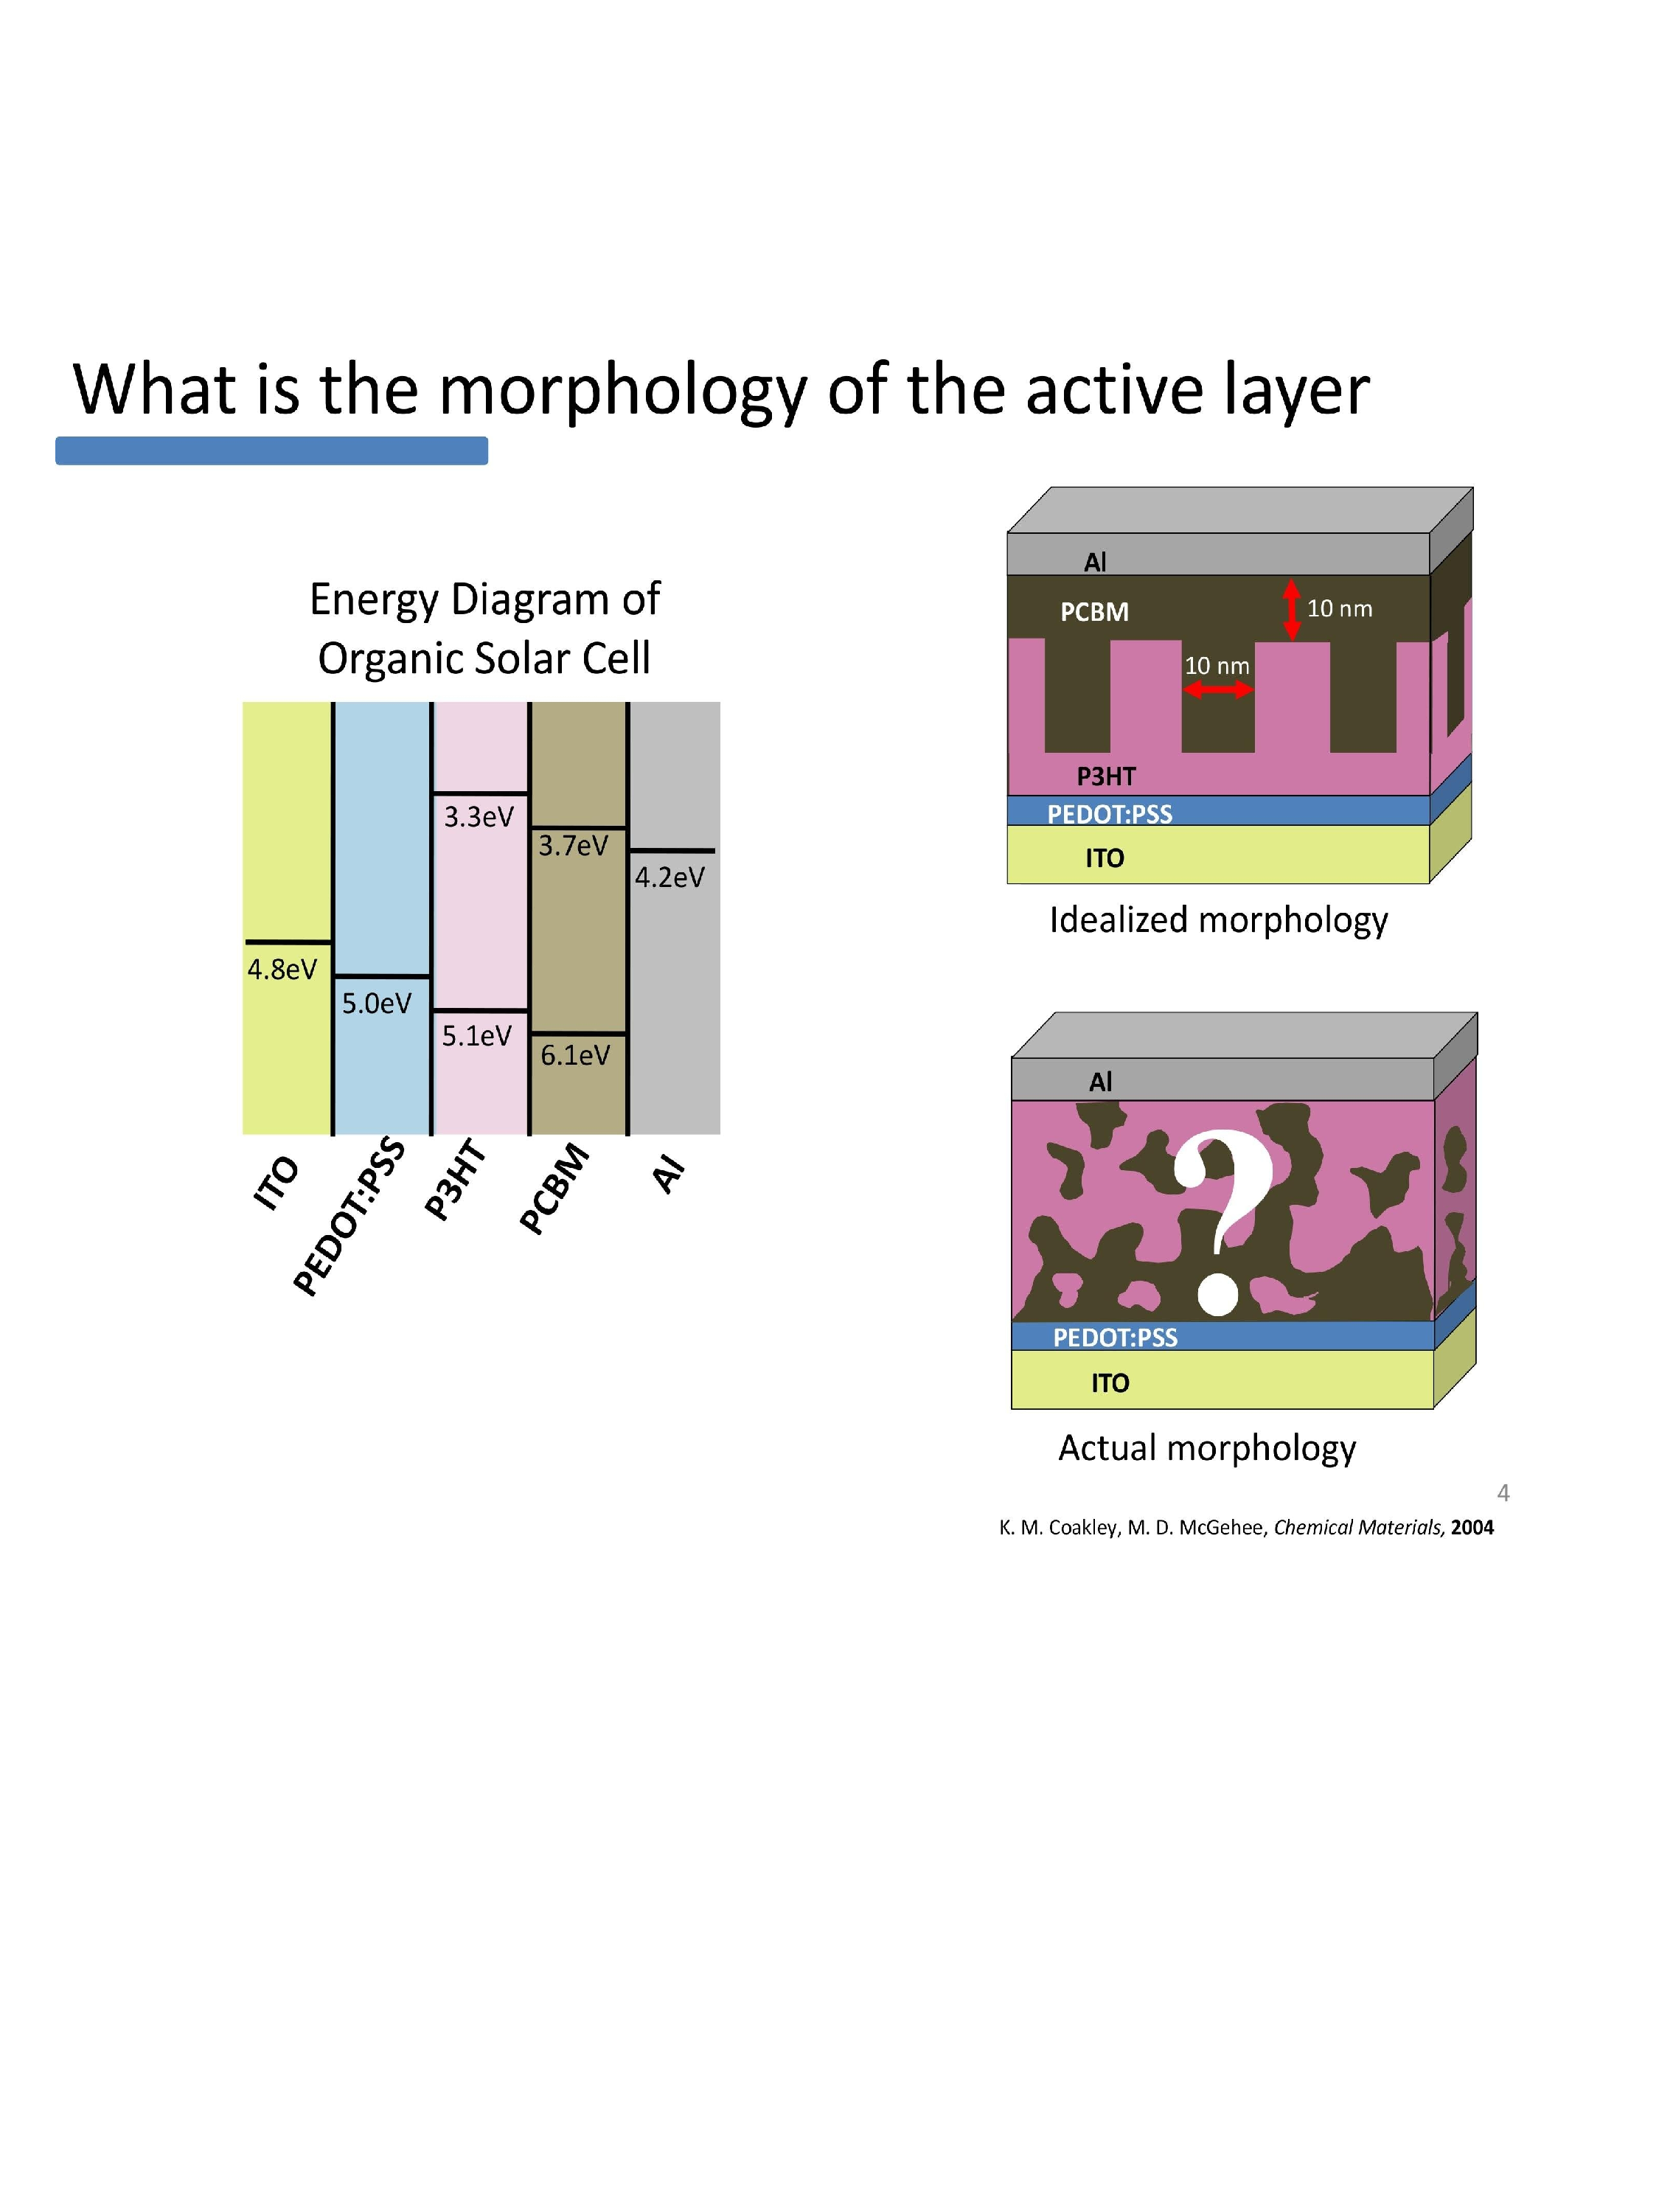 What is the morphology of the active layer
Energy Diagram of
Organic Solar Cell
3.3eV
3.7eV
4.2eV
4.8eV
5.0eV
5.1eV
6.1eV
ITO
PEDOT:PSS
P3HT
PCBM
Al
Al
PCBM
10 nm
10 nm
P3HT
PEDOT:PSS
ITO
Idealized morphology
Al
?
PEDOT:PSS
ITO
Actual morphology
4
K. M. Coakley, M. D. McGehee, Chemical Materials, 2004